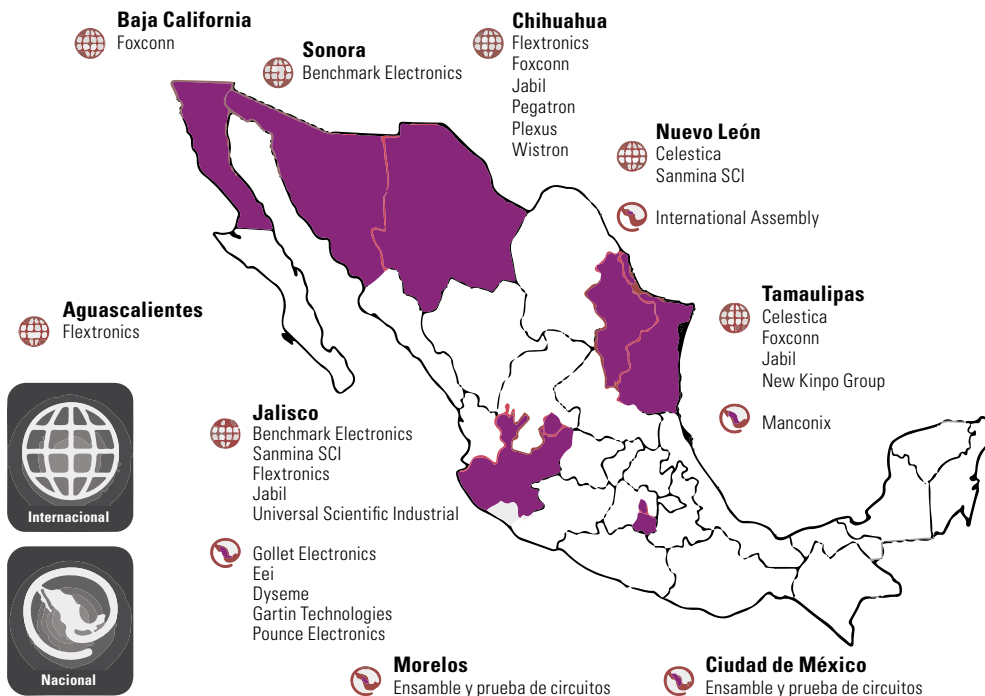 Baja California
Foxconn
Sonora
Benchmark Electronics
Chihuahua
Flextronics
Foxconn
Jabil
Pegatron
Plexus
Wistron
Nuevo León
Celestica
Sanmina SCI
International Assembly
Aguascalientes
Flextronics
Tamaulipas
Celestica
Foxconn
Jabil
New Kinpo Group
Manconix
Jalisco
Benchmark Electronics
Sanmina SCI
Flextronics
Jabil
Universal Scientific Industrial
Gollet Electronics
Eei
Dyseme
Gartin Technologies
Pounce Electronics
Internacional
Nacional
Morelos
Ensamble y prueba de circuitos
Ciudad de México
Ensamble y prueba de circuitos